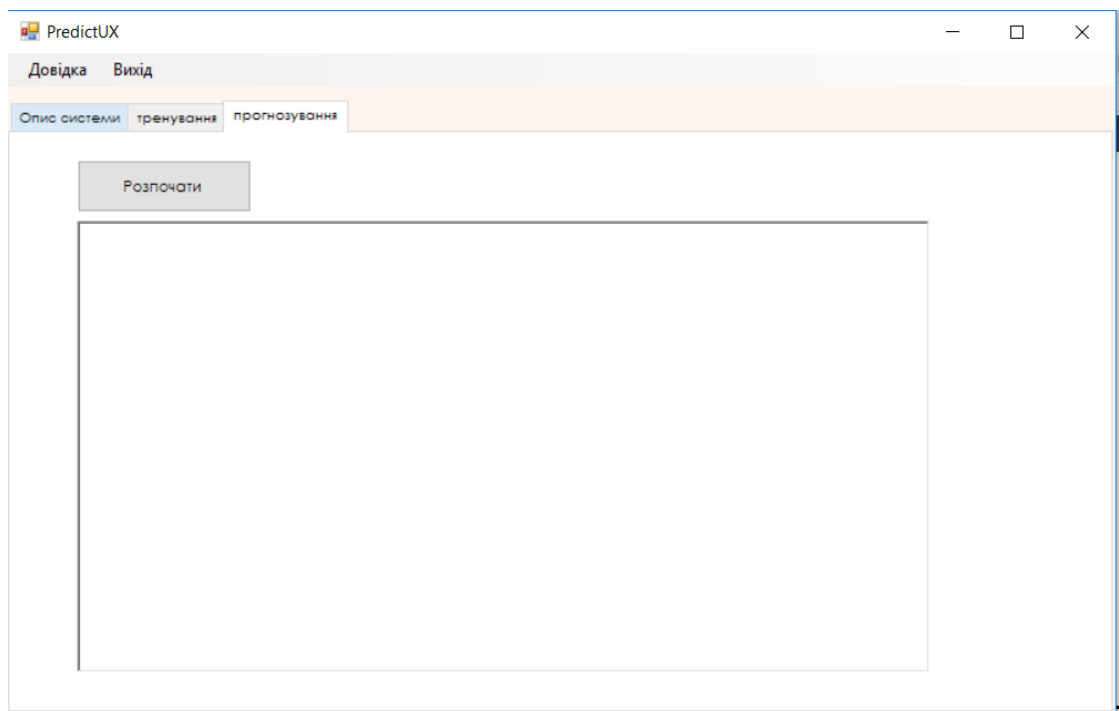 PredictUX
Довідка Вихід
Опис системи тренування прогнозування
Розпочати